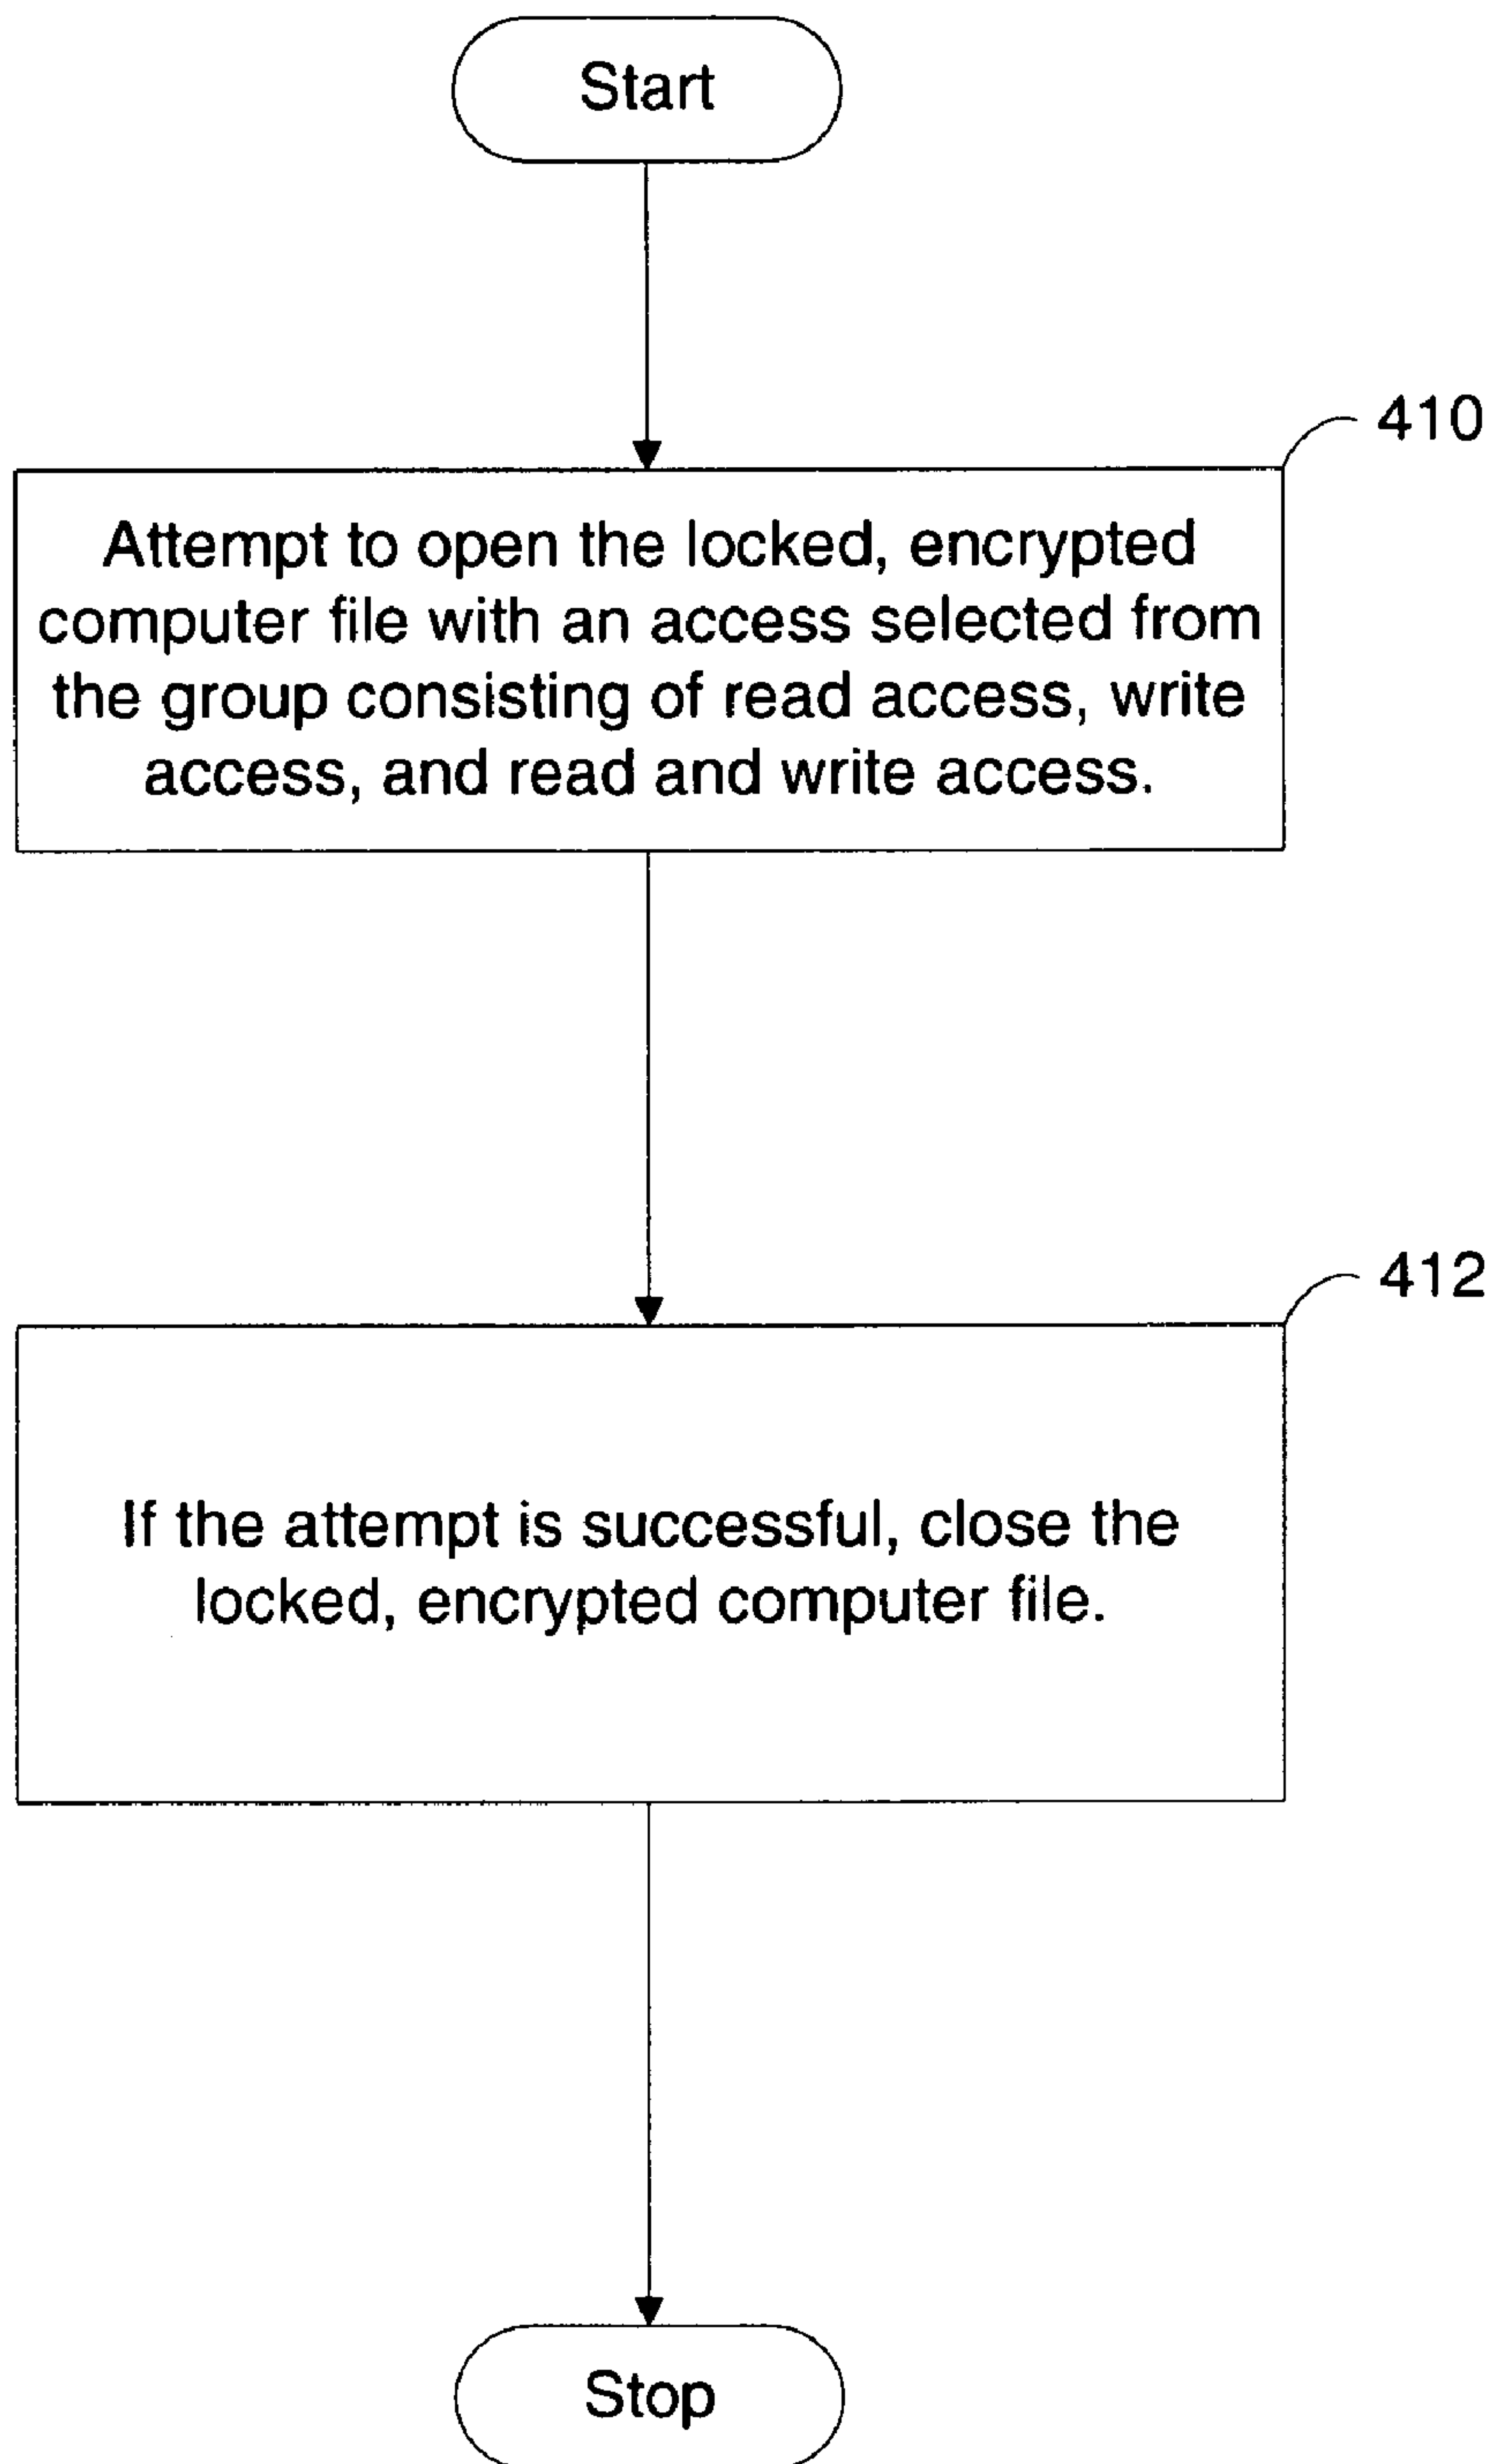 Start
410
Attempt to open the locked, encrypted
computer file with an access selected from
the group consisting of read access, write
access, and read and write access.
412
If the attempt is successful, close the
locked, encrypted computer file.
Stop